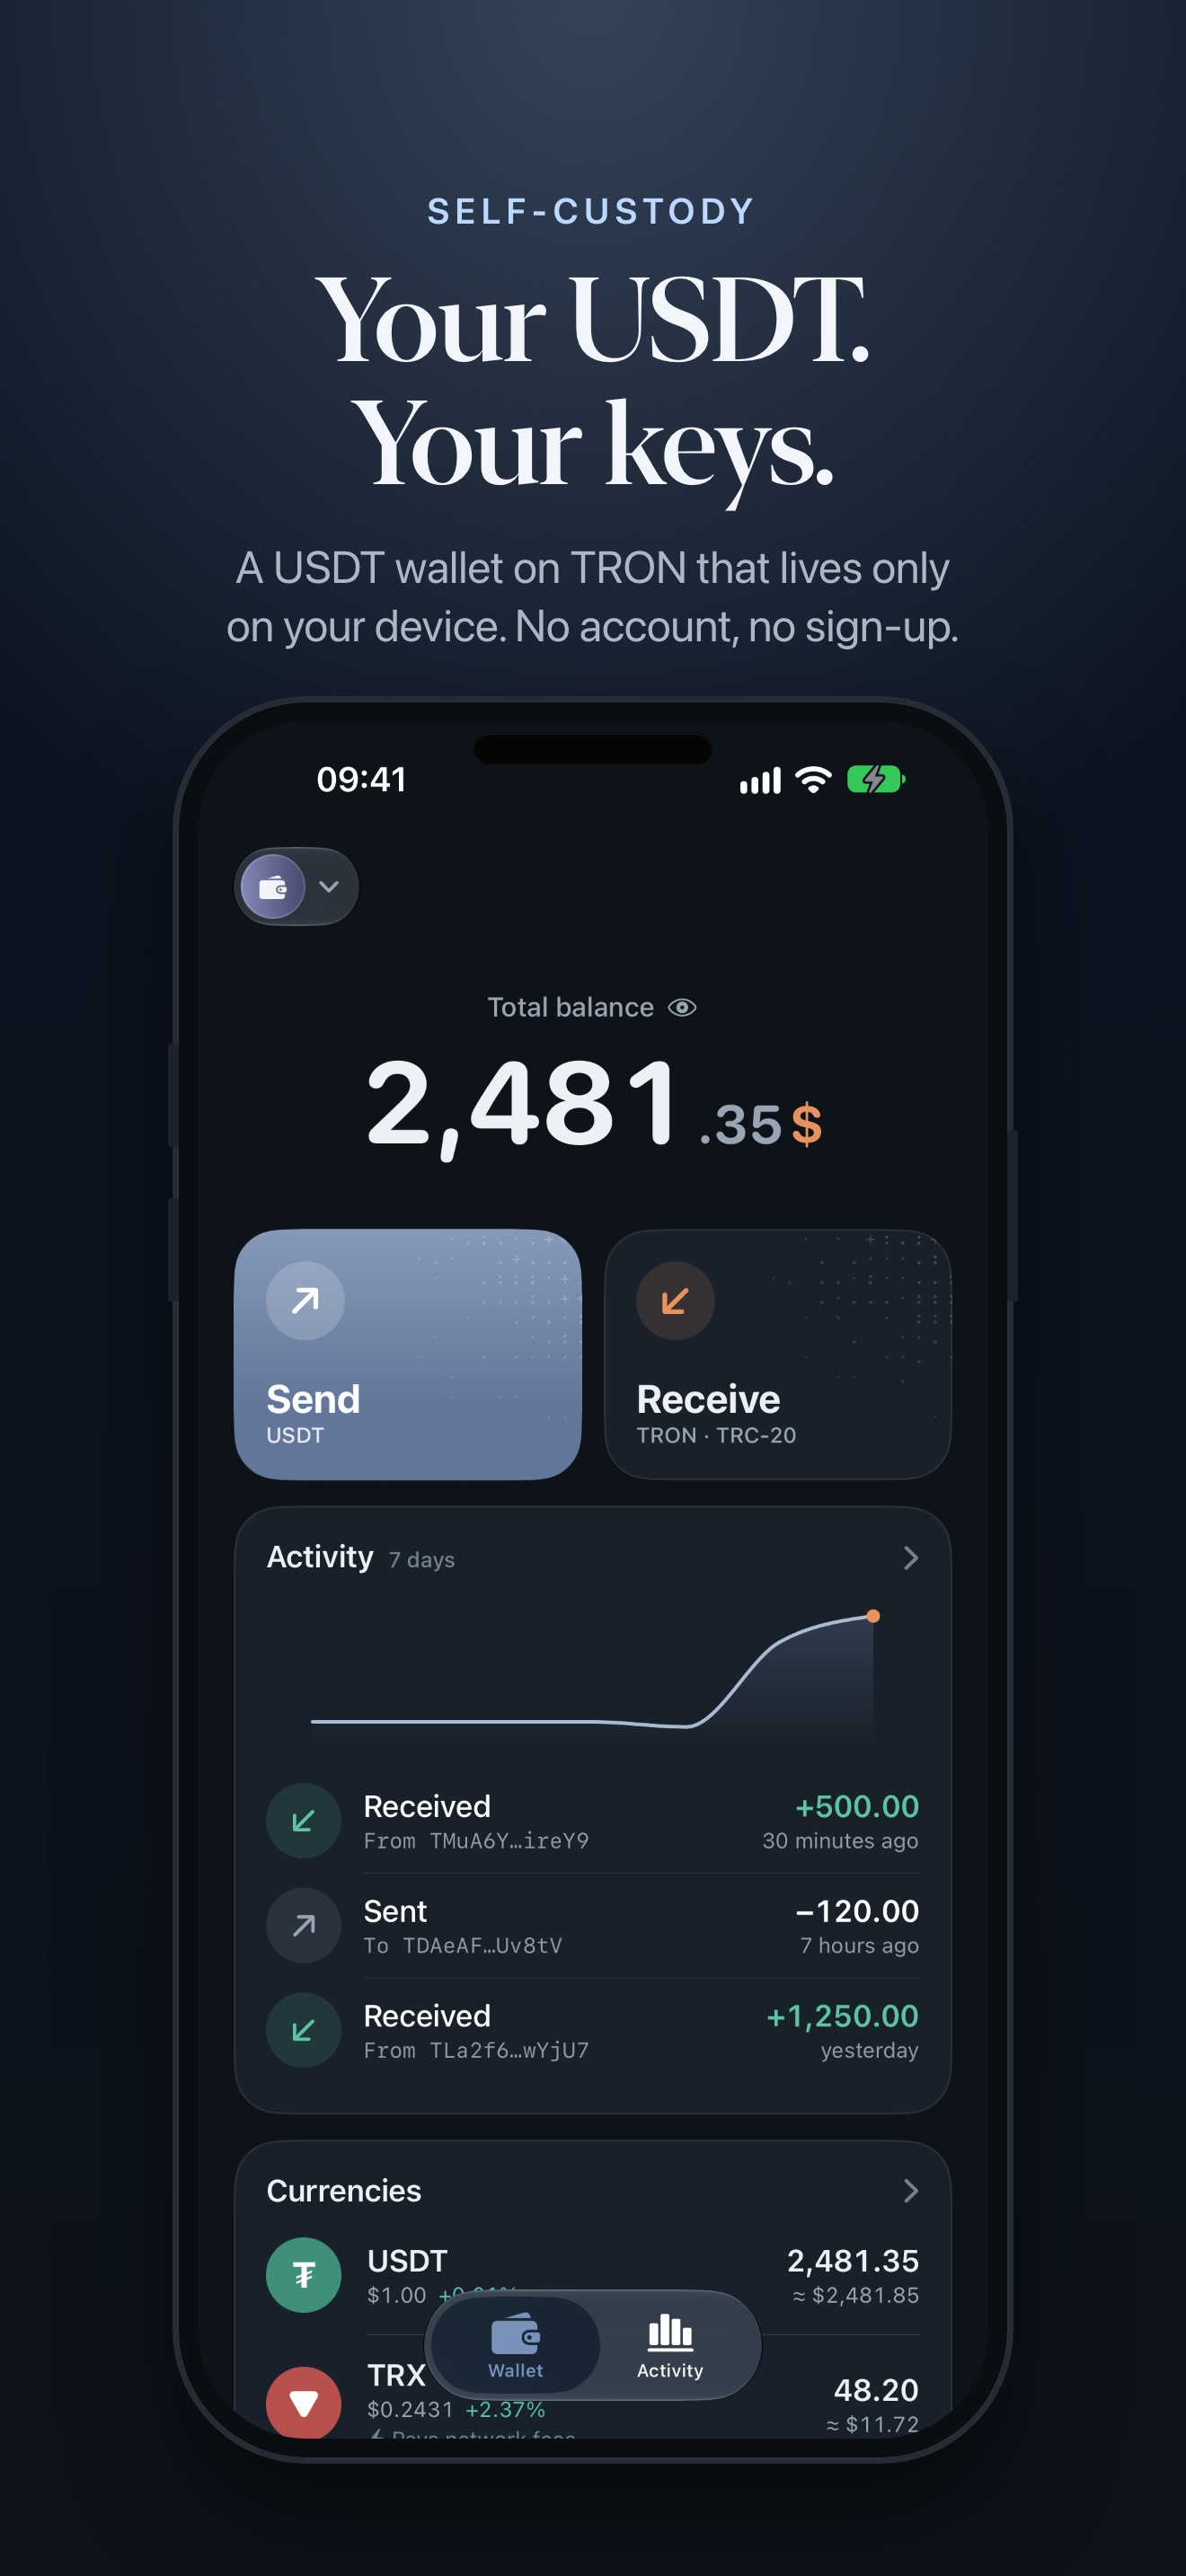 SELF-CUSTODY
Your USDT.
Your keys.
A USDT wallet on TRON that lives only
on your device. No account, no sign-up.
09:41
Total balance
2,481.35$
Send
USDT
Receive
TRON · TRC-20
Activity 7 days
Received +500.00
From TMuA6Y…ireY9 30 minutes ago
Sent −120.00
To TDAeAF…Uv8tV 7 hours ago
Received +1,250.00
From TLa2f6…wYjU7 yesterday
Currencies
USDT 2,481.35
$1.00 ≈ $2,481.85
TRX 48.20
$0.2431 +2.37% ≈ $11.72
Wallet
Activity